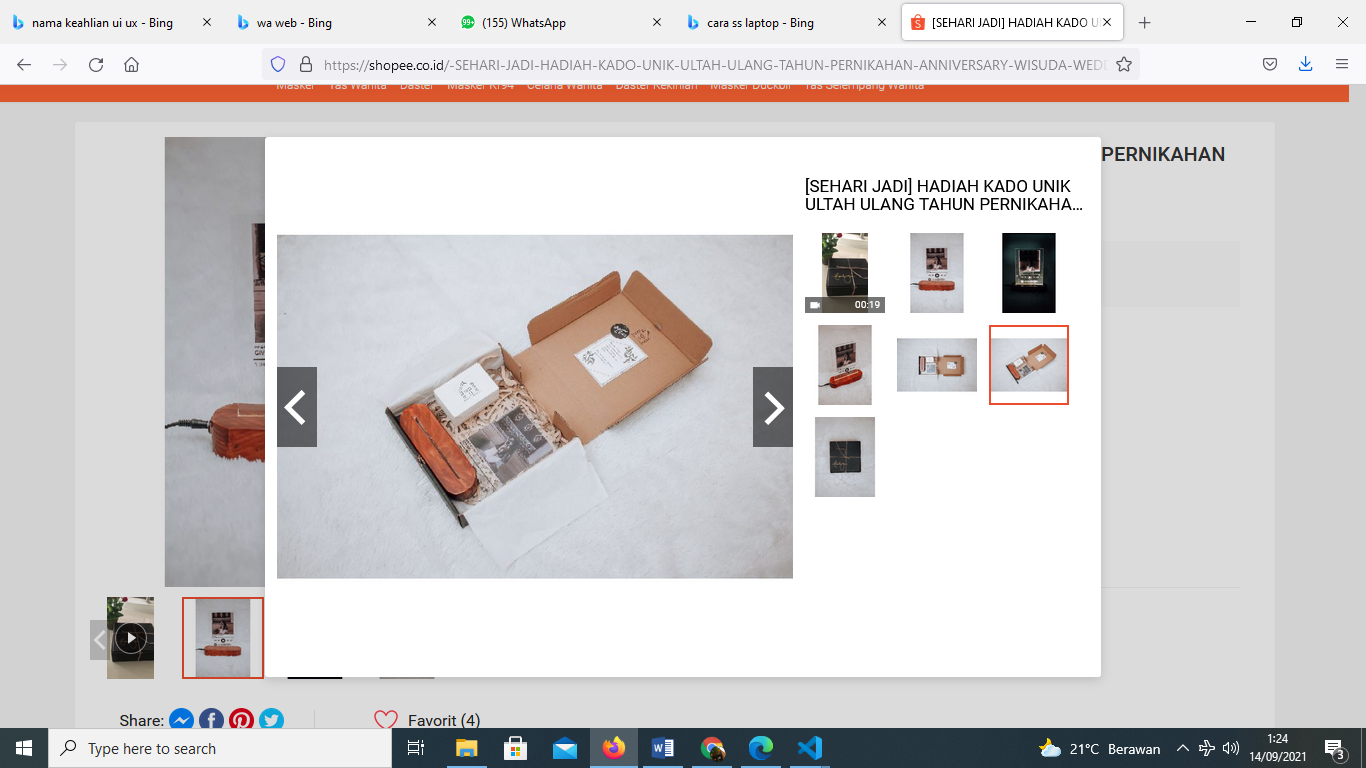 nama keahlian ui ux - Bing
wa web - Bing
99+
(155) WhatsApp
cara ss laptop - Bing
[SEHARI JADI] HADIAH KADO U
https://shopee.co.id/-SEHARI-JADI-HADIAH-KADO-UNIK-ULTAH-ULANG-TAHUN-PERNIKAHAN-ANNIVERSARY-WISUDA-WED
Masker Tas Wanita Daster Masker Kf94 Celana Wanita Daster Kekinian Masker Duckbill Tas Selempang Wanita
PERNIKAHAN
[SEHARI JADI] HADIAH KADO UNIK
ULTAH ULANG TAHUN PERNIKAHA...
00:19
Share:
Favorit (4)
Type here to search
21°C Berawan
1:24
14/09/2021
3